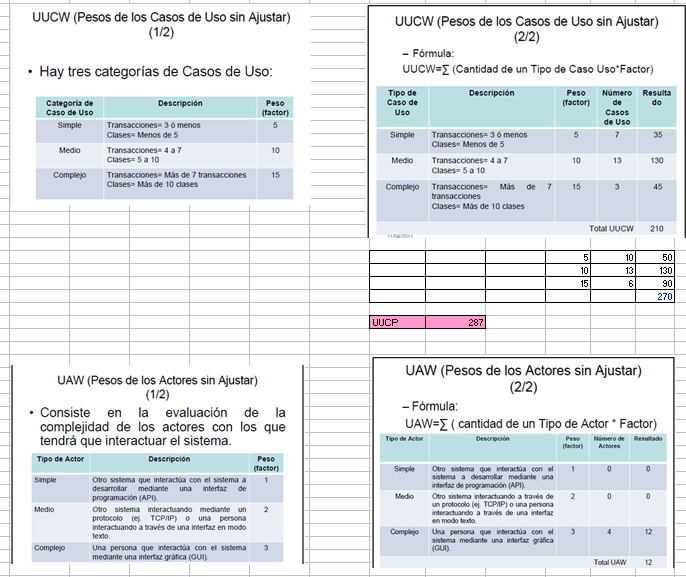 UUCW (Pesos de los Casos de Uso sin Ajustar)
(1/2)
• Hay tres categorías de Casos de Uso:
Categoría de Caso de Uso Descripción Peso (factor)
Simple Transacciones= 3 ó menos 5
Clases= Menos de 5
Medio Transacciones= 4 a 7 10
Clases= 5 a 10
Complejo Transacciones= Más de 7 transacciones 15
Clases= Más de 10 clases
UUCW (Pesos de los Casos de Uso sin Ajustar)
(2/2)
– Fórmula:
UUCW=∑ (Cantidad de un Tipo de Caso Uso*Factor)
Tipo de Caso de Uso Descripción Peso (factor) Número de Casos de Uso Resulta do
Simple Transacciones= 3 ó menos 5 7 35
Clases= Menos de 5
Medio Transacciones= 4 a 7 10 13 130
Clases= 5 a 10
Complejo Transacciones= Más de 7 15 3 45
transacciones
Clases= Más de 10 clases
Total UUCW 210
5 10 50
10 13 130
15 6 90
270
UUCP 287
UAW (Pesos de los Actores sin Ajustar)
(1/2)
• Consiste en la evaluación de la
complejidad de los actores con los que
tendrá que interactuar el sistema.
Tipo de Actor Descripción Peso (factor)
Simple Otro sistema que interactúa con el sistema a 1
desarrollar mediante una interfaz de
programación (API).
Medio Otro sistema interactuando mediante un 2
protocolo (ej. TCP/IP) o una persona
interactuando a través de una interfaz en modo
texto.
Complejo Una persona que interactúa con el sistema 3
mediante una interfaz gráfica (GUI).
UAW (Pesos de los Actores sin Ajustar)
(2/2)
– Fórmula:
UAW=∑ ( cantidad de un Tipo de Actor * Factor)
Tipo de Actor Descripción Peso (factor) Número de Actores Resultado
Simple Otro sistema que interactúa con el 1 0 0
sistema a desarrollar mediante una
interfaz de programación (API).
Medio Otro sistema interactuando a través de 2 0 0
un protocolo (ej. TCP/IP) o una persona
interactuando a través de una interfaz
en modo texto.
Complejo Una persona que interactúa con el 3 4 12
sistema mediante una interfaz gráfica
(GUI).
Total UAW 12